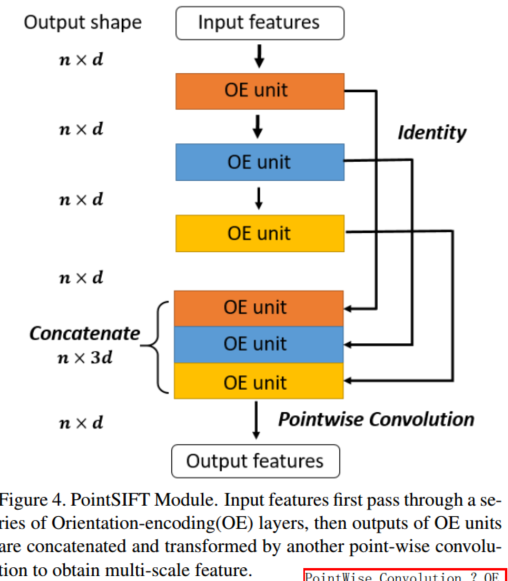 Output shape
Input features
n × d
OE unit
n × d
Identity
OE unit
n × d
OE unit
n × d
OE unit
Concatenate
OE unit
n × 3d
OE unit
n × d
Pointwise Convolution
Output features
Figure 4. PointSIFT Module. Input features first pass through a se-
ries of Orientation-encoding(OE) layers, then outputs of OE units
are concatenated and transformed by another point-wise convolu-
tion to obtain multi-scale feature.
PointWise Convolution ? OE